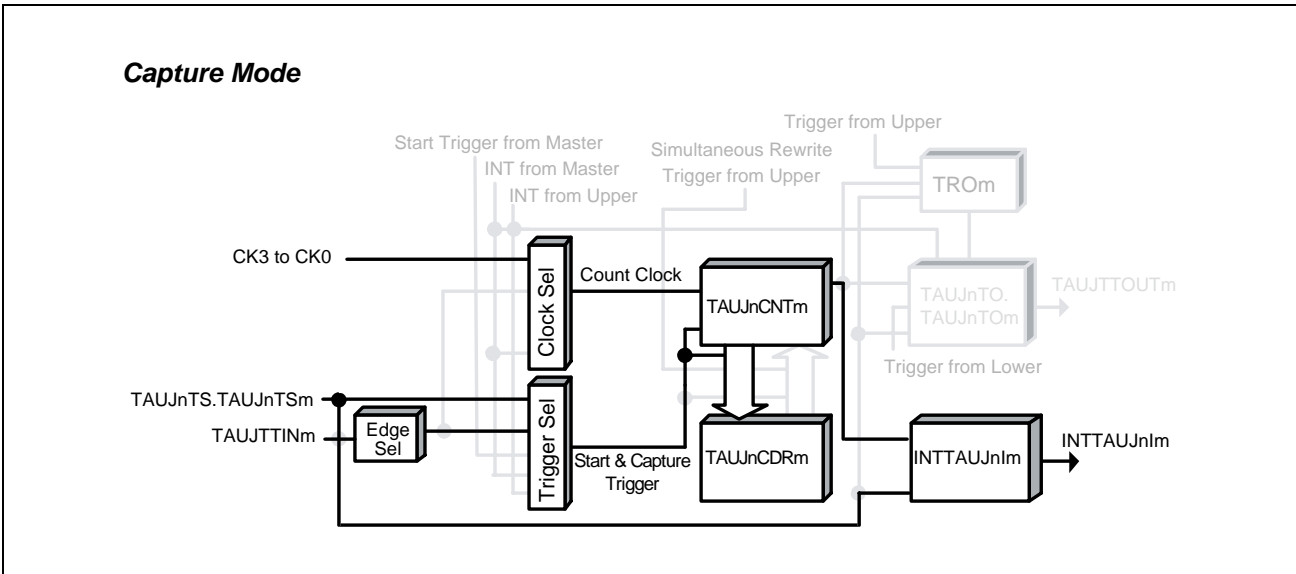 Capture Mode
Trigger from Upper
Start Trigger from Master
Simultaneous Rewrite
Trigger from Upper
INT from Master
INT from Upper
TROm
CK3 to CK0
Clock Sel
Count Clock
TAUJnCNTm
TAUJnTO.
TAUJnTOm
TAUJTTOUTm
Trigger from Lower
TAUJnTS.TAUJnTSm
TAUJTTINm
Edge
Sel
Trigger Sel
Start & Capture
Trigger
TAUJnCDRm
INTTAUJnIm
INTTAUJnIm